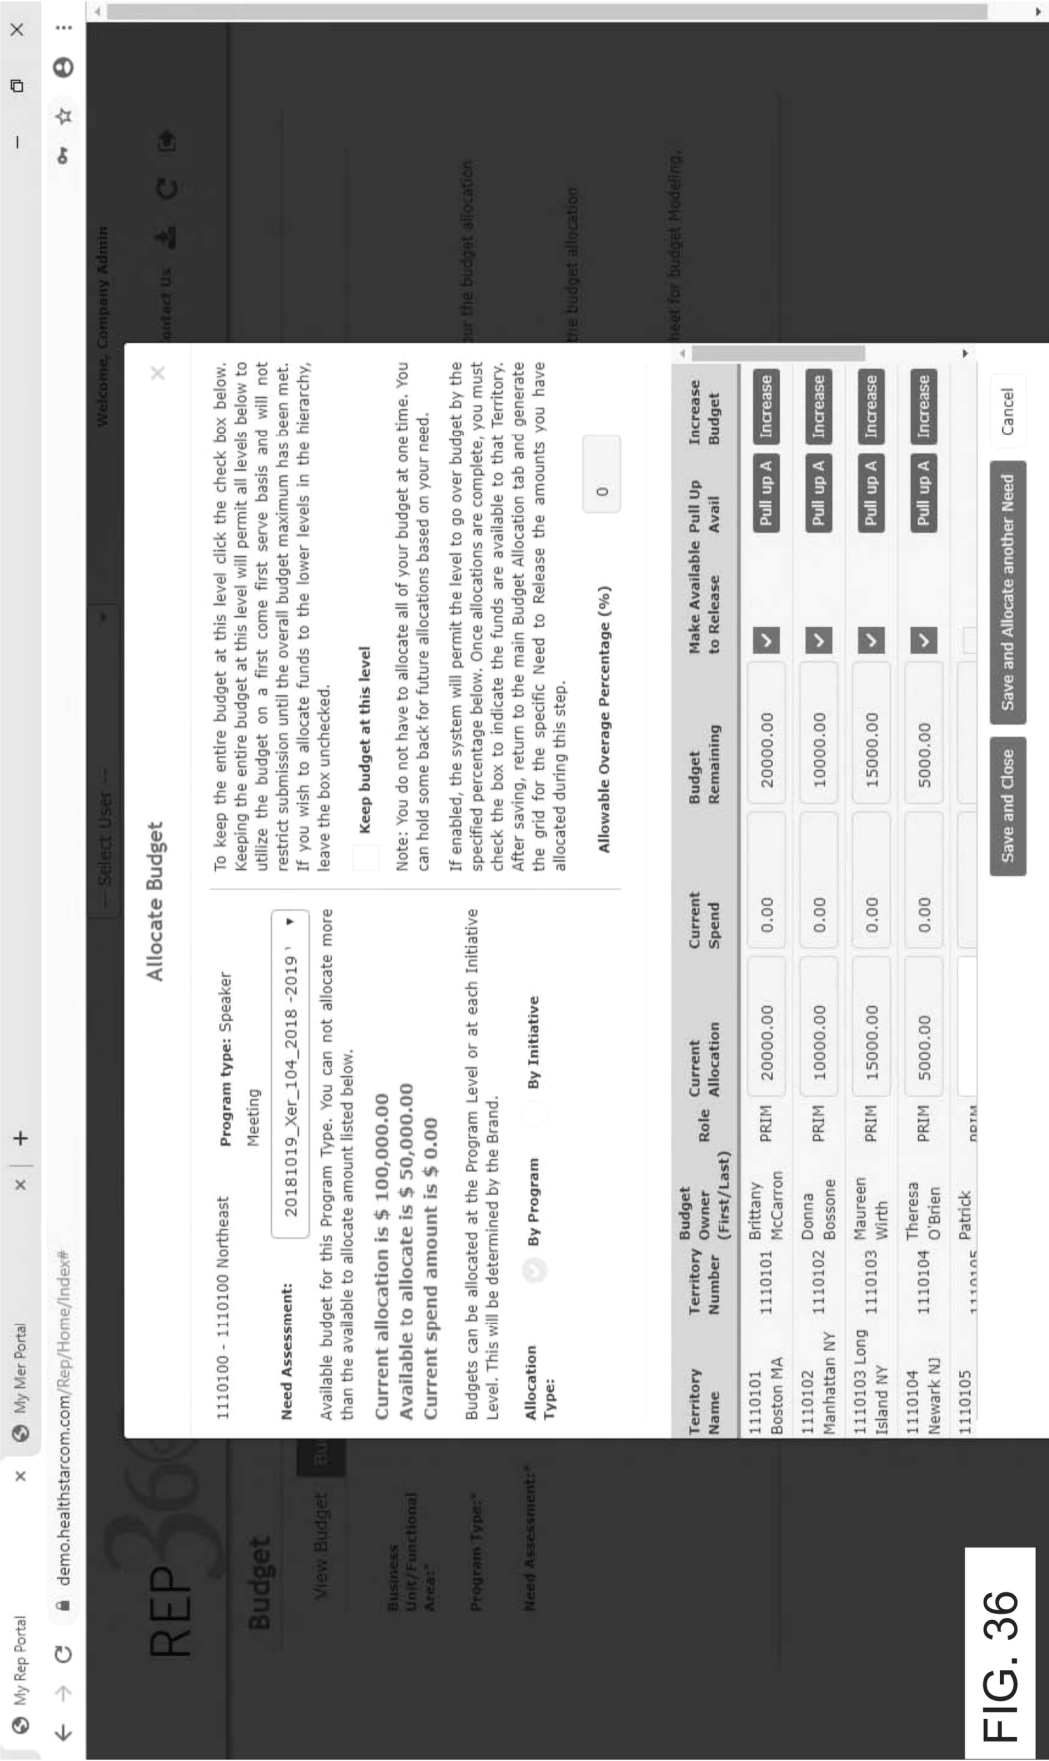 My Rep Portal
My Mer Portal
demo.healthstarcom.com/Rep/Home/Index#
Welcome, Company Admin
REP 36
ontact Us
-- Select User --
Budget
View Budget
Bu
Business
Unit/Functional
Area:*
Program Type:*
Need Assessment:*
our the budget allocation
the budget allocation
heet for budget Modeling.
Allocate Budget
1110100 - 1110100 Northeast
Program type: Speaker
Meeting
Need Assessment:
20181019_Xer_104_2018 -2019
Available budget for this Program Type. You can not allocate more
than the available to allocate amount listed below.
Current allocation is $ 100,000.00
Available to allocate is $ 50,000.00
Current spend amount is $ 0.00
Budgets can be allocated at the Program Level or at each Initiative
Level. This will be determined by the Brand.
Allocation
Type:
By Program
By Initiative
To keep the entire budget at this level click the check box below.
Keeping the entire budget at this level will permit all levels below to
utilize the budget on a first come first serve basis and will not
restrict submission until the overall budget maximum has been met.
If you wish to allocate funds to the lower levels in the hierarchy,
leave the box unchecked.
Keep budget at this level
Note: You do not have to allocate all of your budget at one time. You
can hold some back for future allocations based on your need.
If enabled, the system will permit the level to go over budget by the
specified percentage below. Once allocations are complete, you must
check the box to indicate the funds are available to that Territory.
After saving, return to the main Budget Allocation tab and generate
the grid for the specific Need to Release the amounts you have
allocated during this step.
Allowable Overage Percentage (%)
0
Territory Name Territory Number Budget Owner (First/Last) Role Current Allocation Current Spend Budget Remaining Make Available to Release Pull Up Avail Increase Budget
1110101 Boston MA 1110101 Brittany McCarron PRIM 20000.00 0.00 20000.00 Pull up A Increase
1110102 Manhattan NY 1110102 Donna Bossone PRIM 10000.00 0.00 10000.00 Pull up A Increase
1110103 Long Island NY 1110103 Maureen Wirth PRIM 15000.00 0.00 15000.00 Pull up A Increase
1110104 Newark NJ 1110104 Theresa O'Brien PRIM 5000.00 0.00 5000.00 Pull up A Increase
1110105 1110105 Patrick PRIM
Save and Close
Save and Allocate another Need
Cancel
FIG. 36